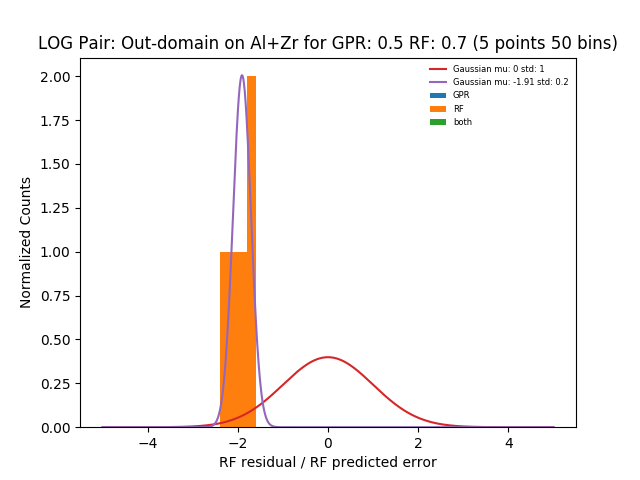 LOG Pair: Out-domain on Al+Zr for GPR: 0.5 RF: 0.7 (5 points 50 bins)
Gaussian mu: 0 std: 1
Gaussian mu: -1.91 std: 0.2
GPR
RF
both
Normalized Counts
2.00
1.75
1.50
1.25
1.00
0.75
0.50
0.25
0.00
−4
−2
0
2
4
RF residual / RF predicted error